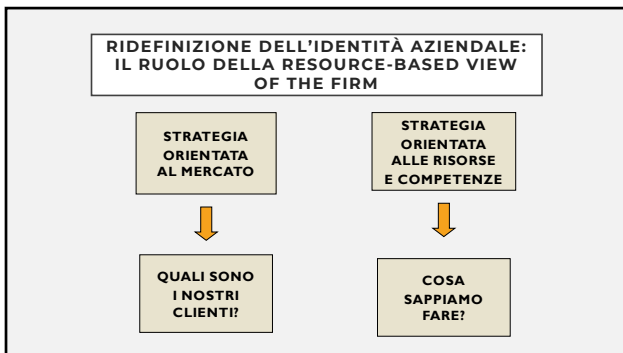 RIDEFINIZIONE DELL'IDENTITÀ AZIENDALE:
IL RUOLO DELLA RESOURCE-BASED VIEW
OF THE FIRM
STRATEGIA
ORIENTATA
AL MERCATO
STRATEGIA
ORIENTATA
ALLE RISORSE
E COMPETENZE
QUALI SONO
I NOSTRI
CLIENTI?
COSA
SAPPIAMO
FARE?